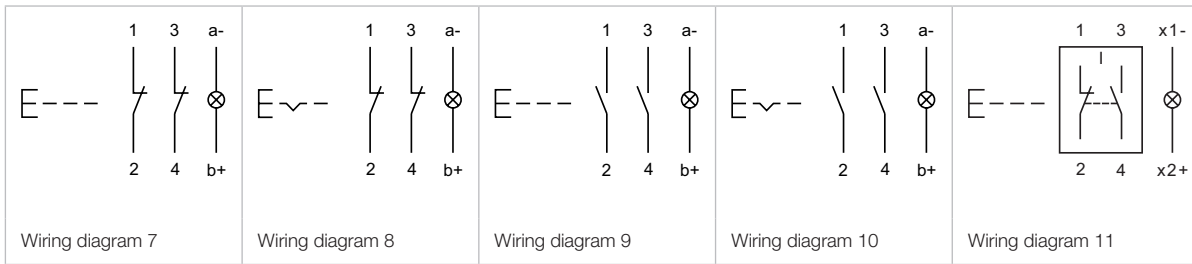 1 3 a-
2 4 b+
Wiring diagram 7
1 3 a-
2 4 b+
Wiring diagram 8
1 3 a-
2 4 b+
Wiring diagram 9
1 3 a-
2 4 b+
Wiring diagram 10
1 3 x1-
2 4 x2+
Wiring diagram 11